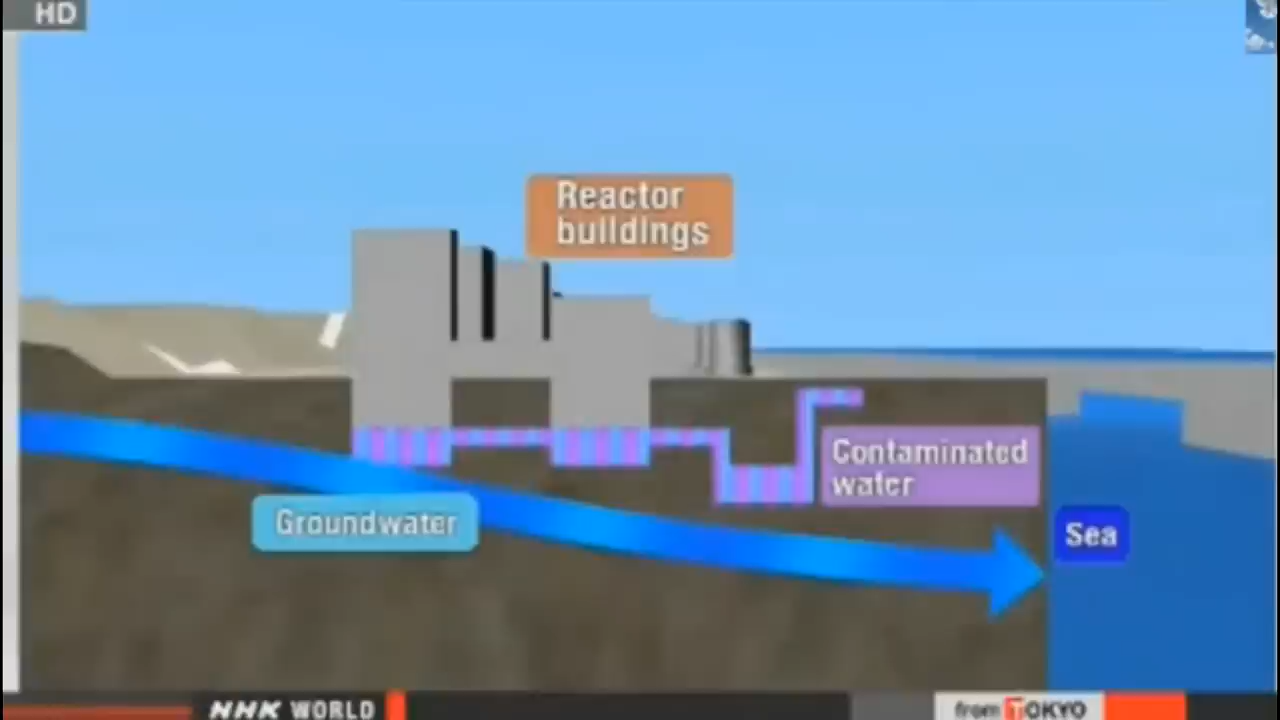 HD
Reactor
buildings
Contaminated
water
Groundwater
Sea
NHK WORLD
from TOKYO